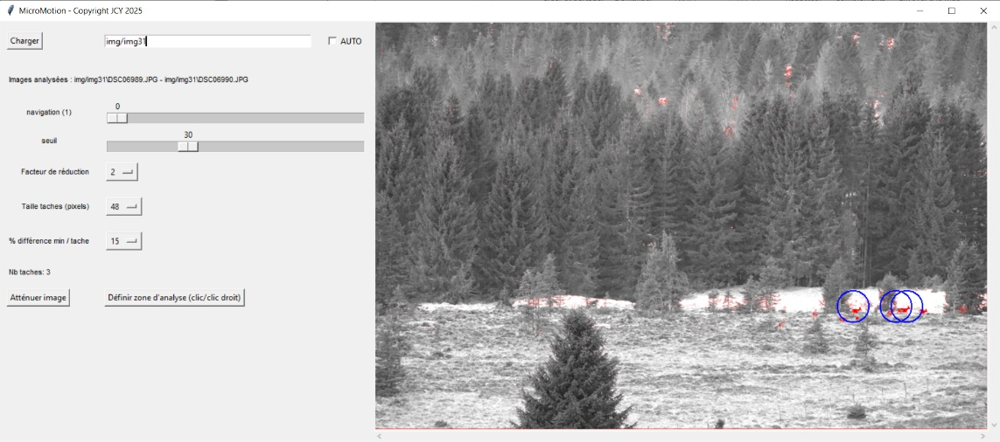 MicroMotion - Copyright JCY 2025
Charger
img/img31
AUTO
Images analysées : img/img31\DSC06989.JPG - img/img31\DSC06990.JPG
0
navigation (1)
30
seuil
Facteur de réduction
2
Taille taches (pixels)
48
% différence min / tache
15
Nb taches: 3
Atténuer image
Définir zone d'analyse (clic/clic droit)